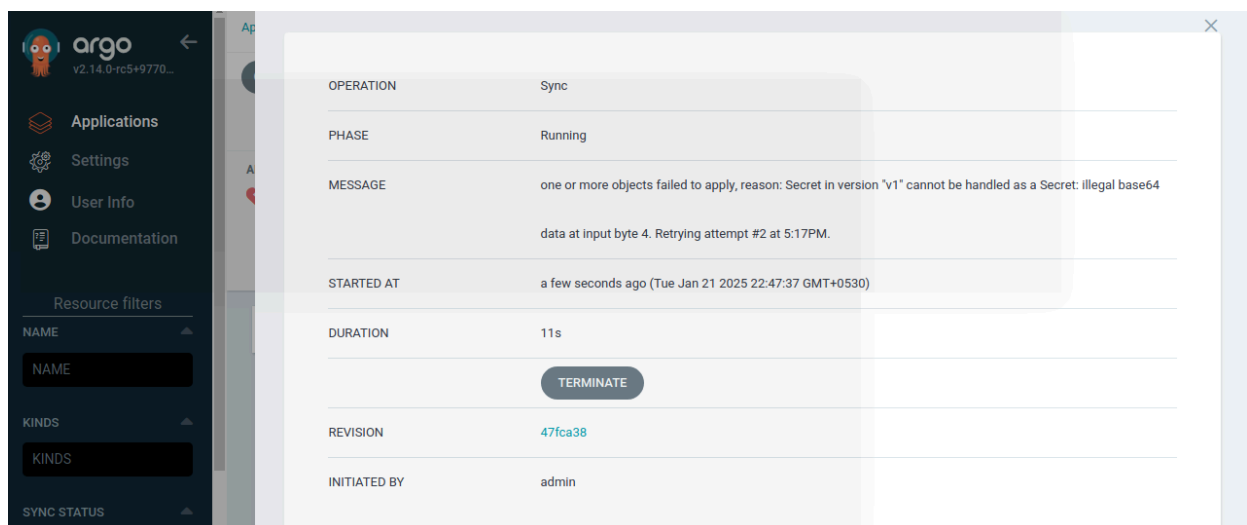 argo
v2.14.0-rc5+9770...
Applications
Settings
User Info
Documentation
Resource filters
NAME
NAME
KINDS
KINDS
SYNC STATUS
Ap
OPERATION Sync
PHASE Running
MESSAGE one or more objects failed to apply, reason: Secret in version "v1" cannot be handled as a Secret: illegal base64
data at input byte 4. Retrying attempt #2 at 5:17PM.
STARTED AT a few seconds ago (Tue Jan 21 2025 22:47:37 GMT+0530)
DURATION 11s
TERMINATE
REVISION 47fca38
INITIATED BY admin